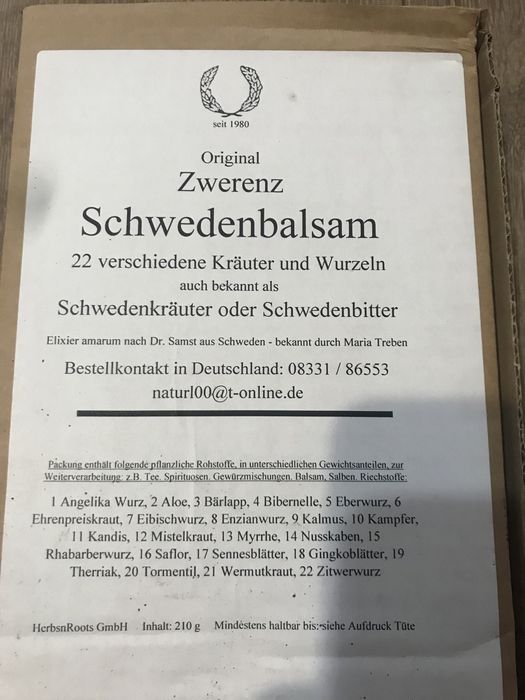 seit 1980
Original
Zwerenz
Schwedenbalsam
22 verschiedene Kräuter und Wurzeln
auch bekannt als
Schwedenkräuter oder Schwedenbitter
Elixier amarum nach Dr. Samst aus Schweden - bekannt durch Maria Treben
Bestellkontakt in Deutschland: 08331 / 86553
naturl00@t-online.de
Packung enthält folgende pflanzliche Rohstoffe, in unterschiedlichen Gewichtsanteilen, zur
Weiterverarbeitung: z.B. Tee, Spirituosen, Gewürzmischungen, Balsam, Salben, Riechstoffe:
1 Angelika Wurz, 2 Aloe, 3 Bärlapp, 4 Bibernelle, 5 Eberwurz, 6
Ehrenpreiskraut, 7 Eibischwurz, 8 Enzianwurz, 9 Kalmus, 10 Kampfer,
11 Kandis, 12 Mistelkraut, 13 Myrrhe, 14 Nusskaben, 15
Rhabarberwurz, 16 Saflor, 17 Sennesblätter, 18 Gingkoblätter, 19
Therriak, 20 Tormentil, 21 Wermutkraut, 22 Zitwerwurz
HerbsnRoots GmbH Inhalt: 210 g Mindestens haltbar bis: siehe Aufdruck Tüte